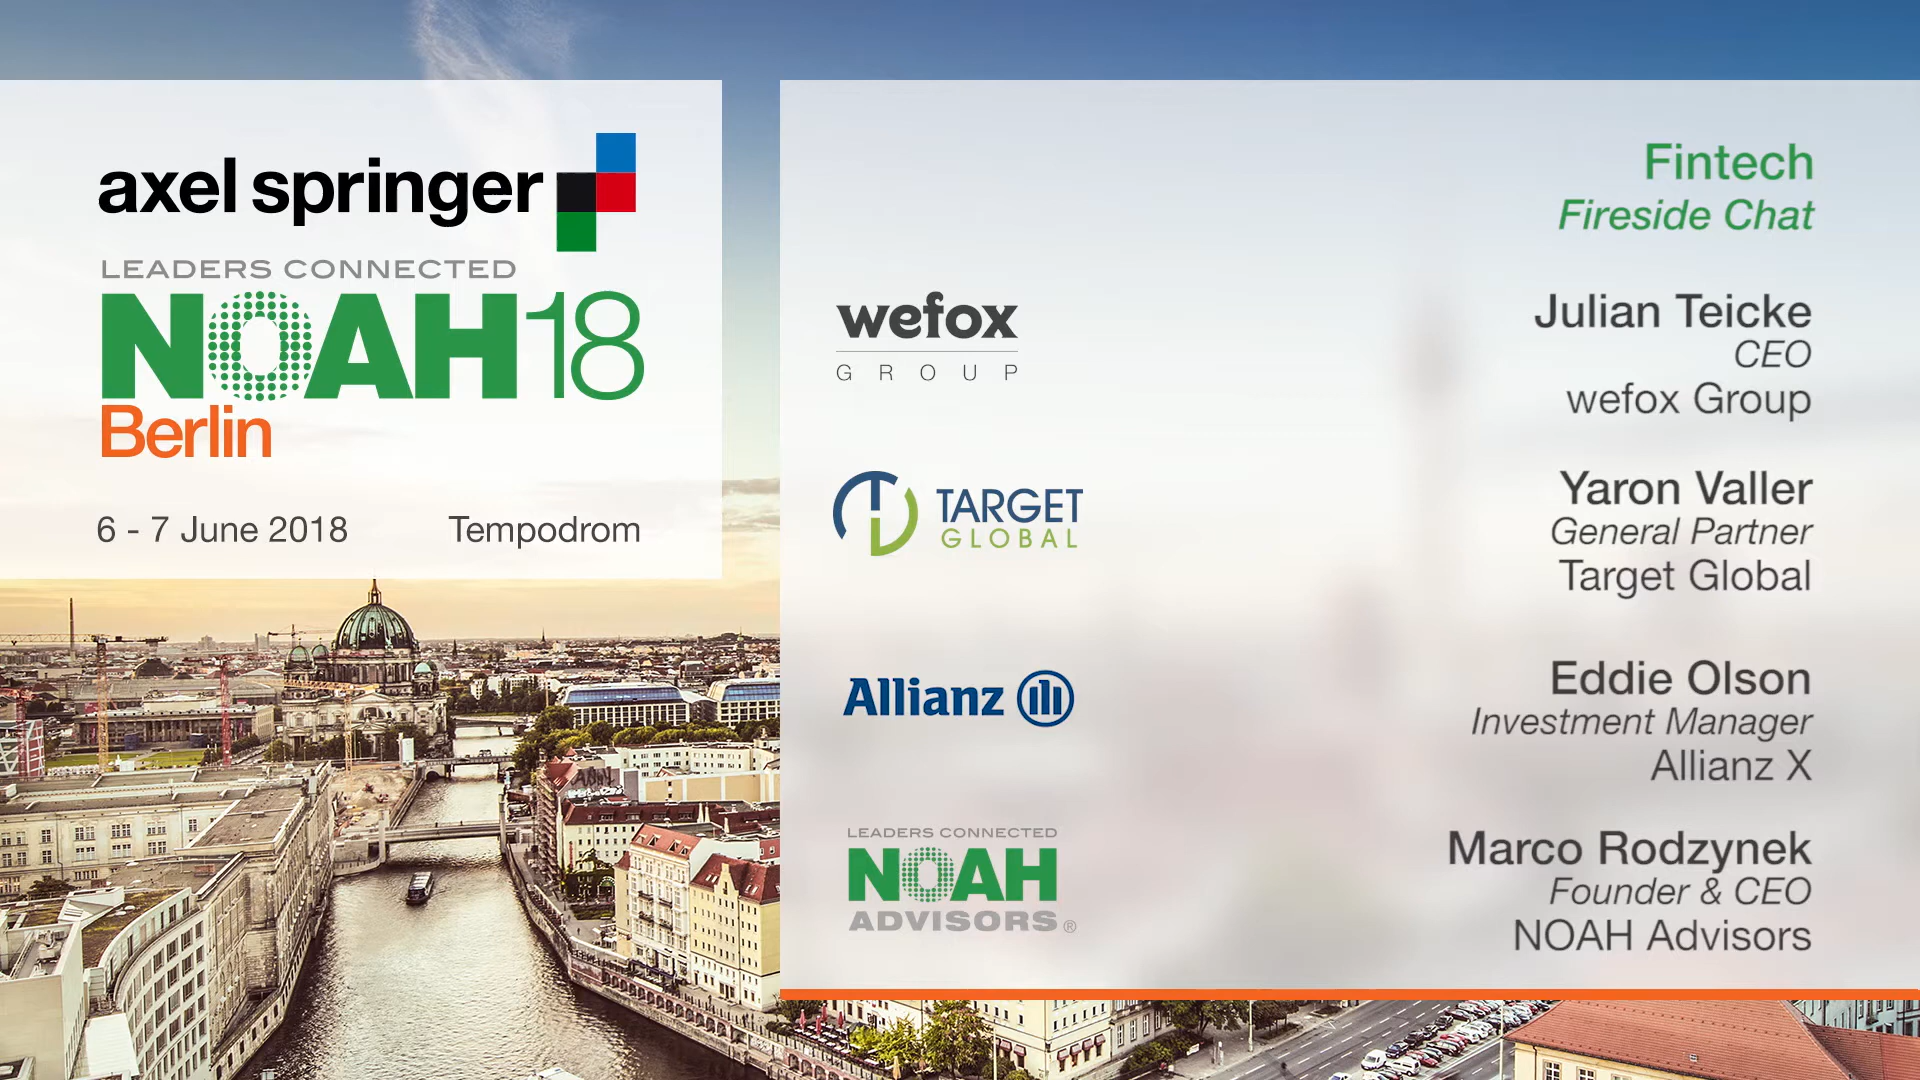 axel springer
LEADERS CONNECTED
NOAH18
Berlin
6 - 7 June 2018
Tempodrom
Fintech
Fireside Chat
wefox
GROUP
Julian Teicke
CEO
wefox Group
TARGET
GLOBAL
Yaron Valler
General Partner
Target Global
Allianz
Eddie Olson
Investment Manager
Allianz X
LEADERS CONNECTED
NOAH
ADVISORS®
Marco Rodzynek
Founder & CEO
NOAH Advisors